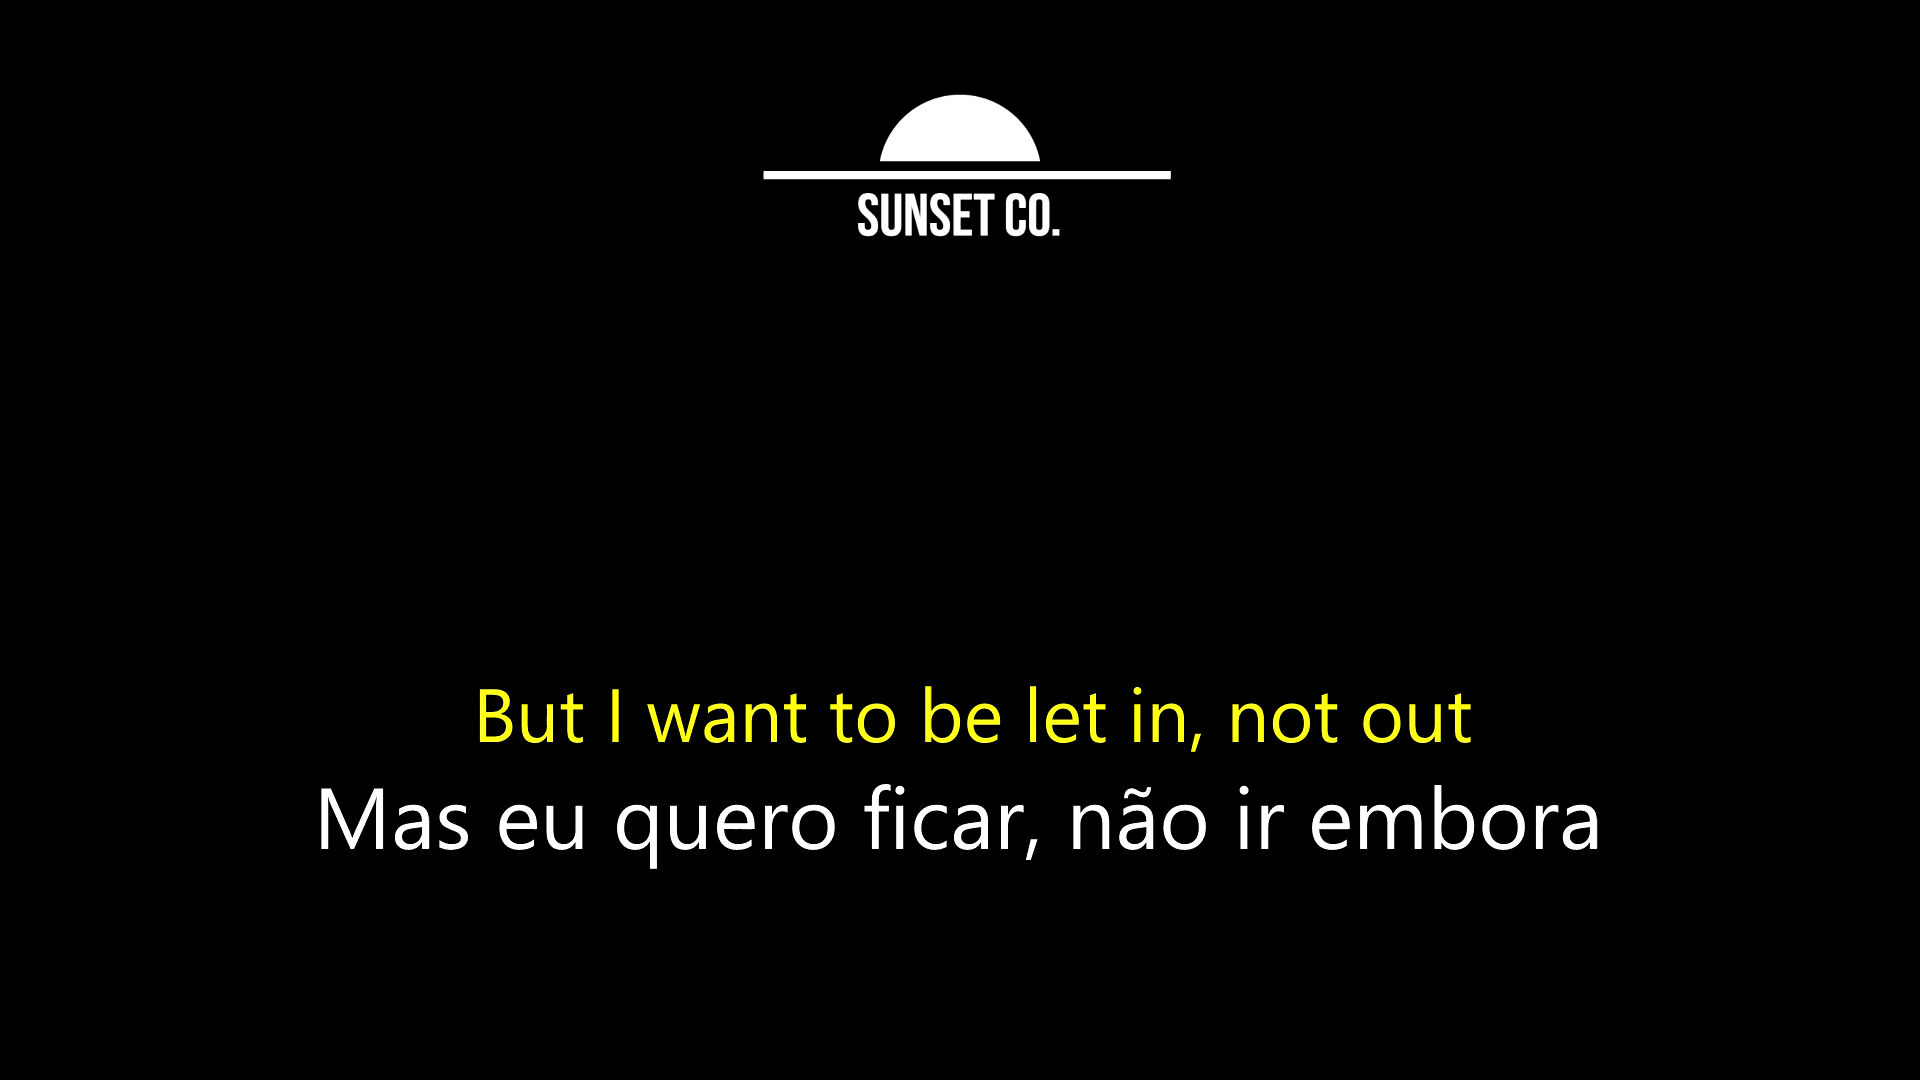 SUNSET CO.
But I want to be let in, not out
Mas eu quero ficar, não ir embora